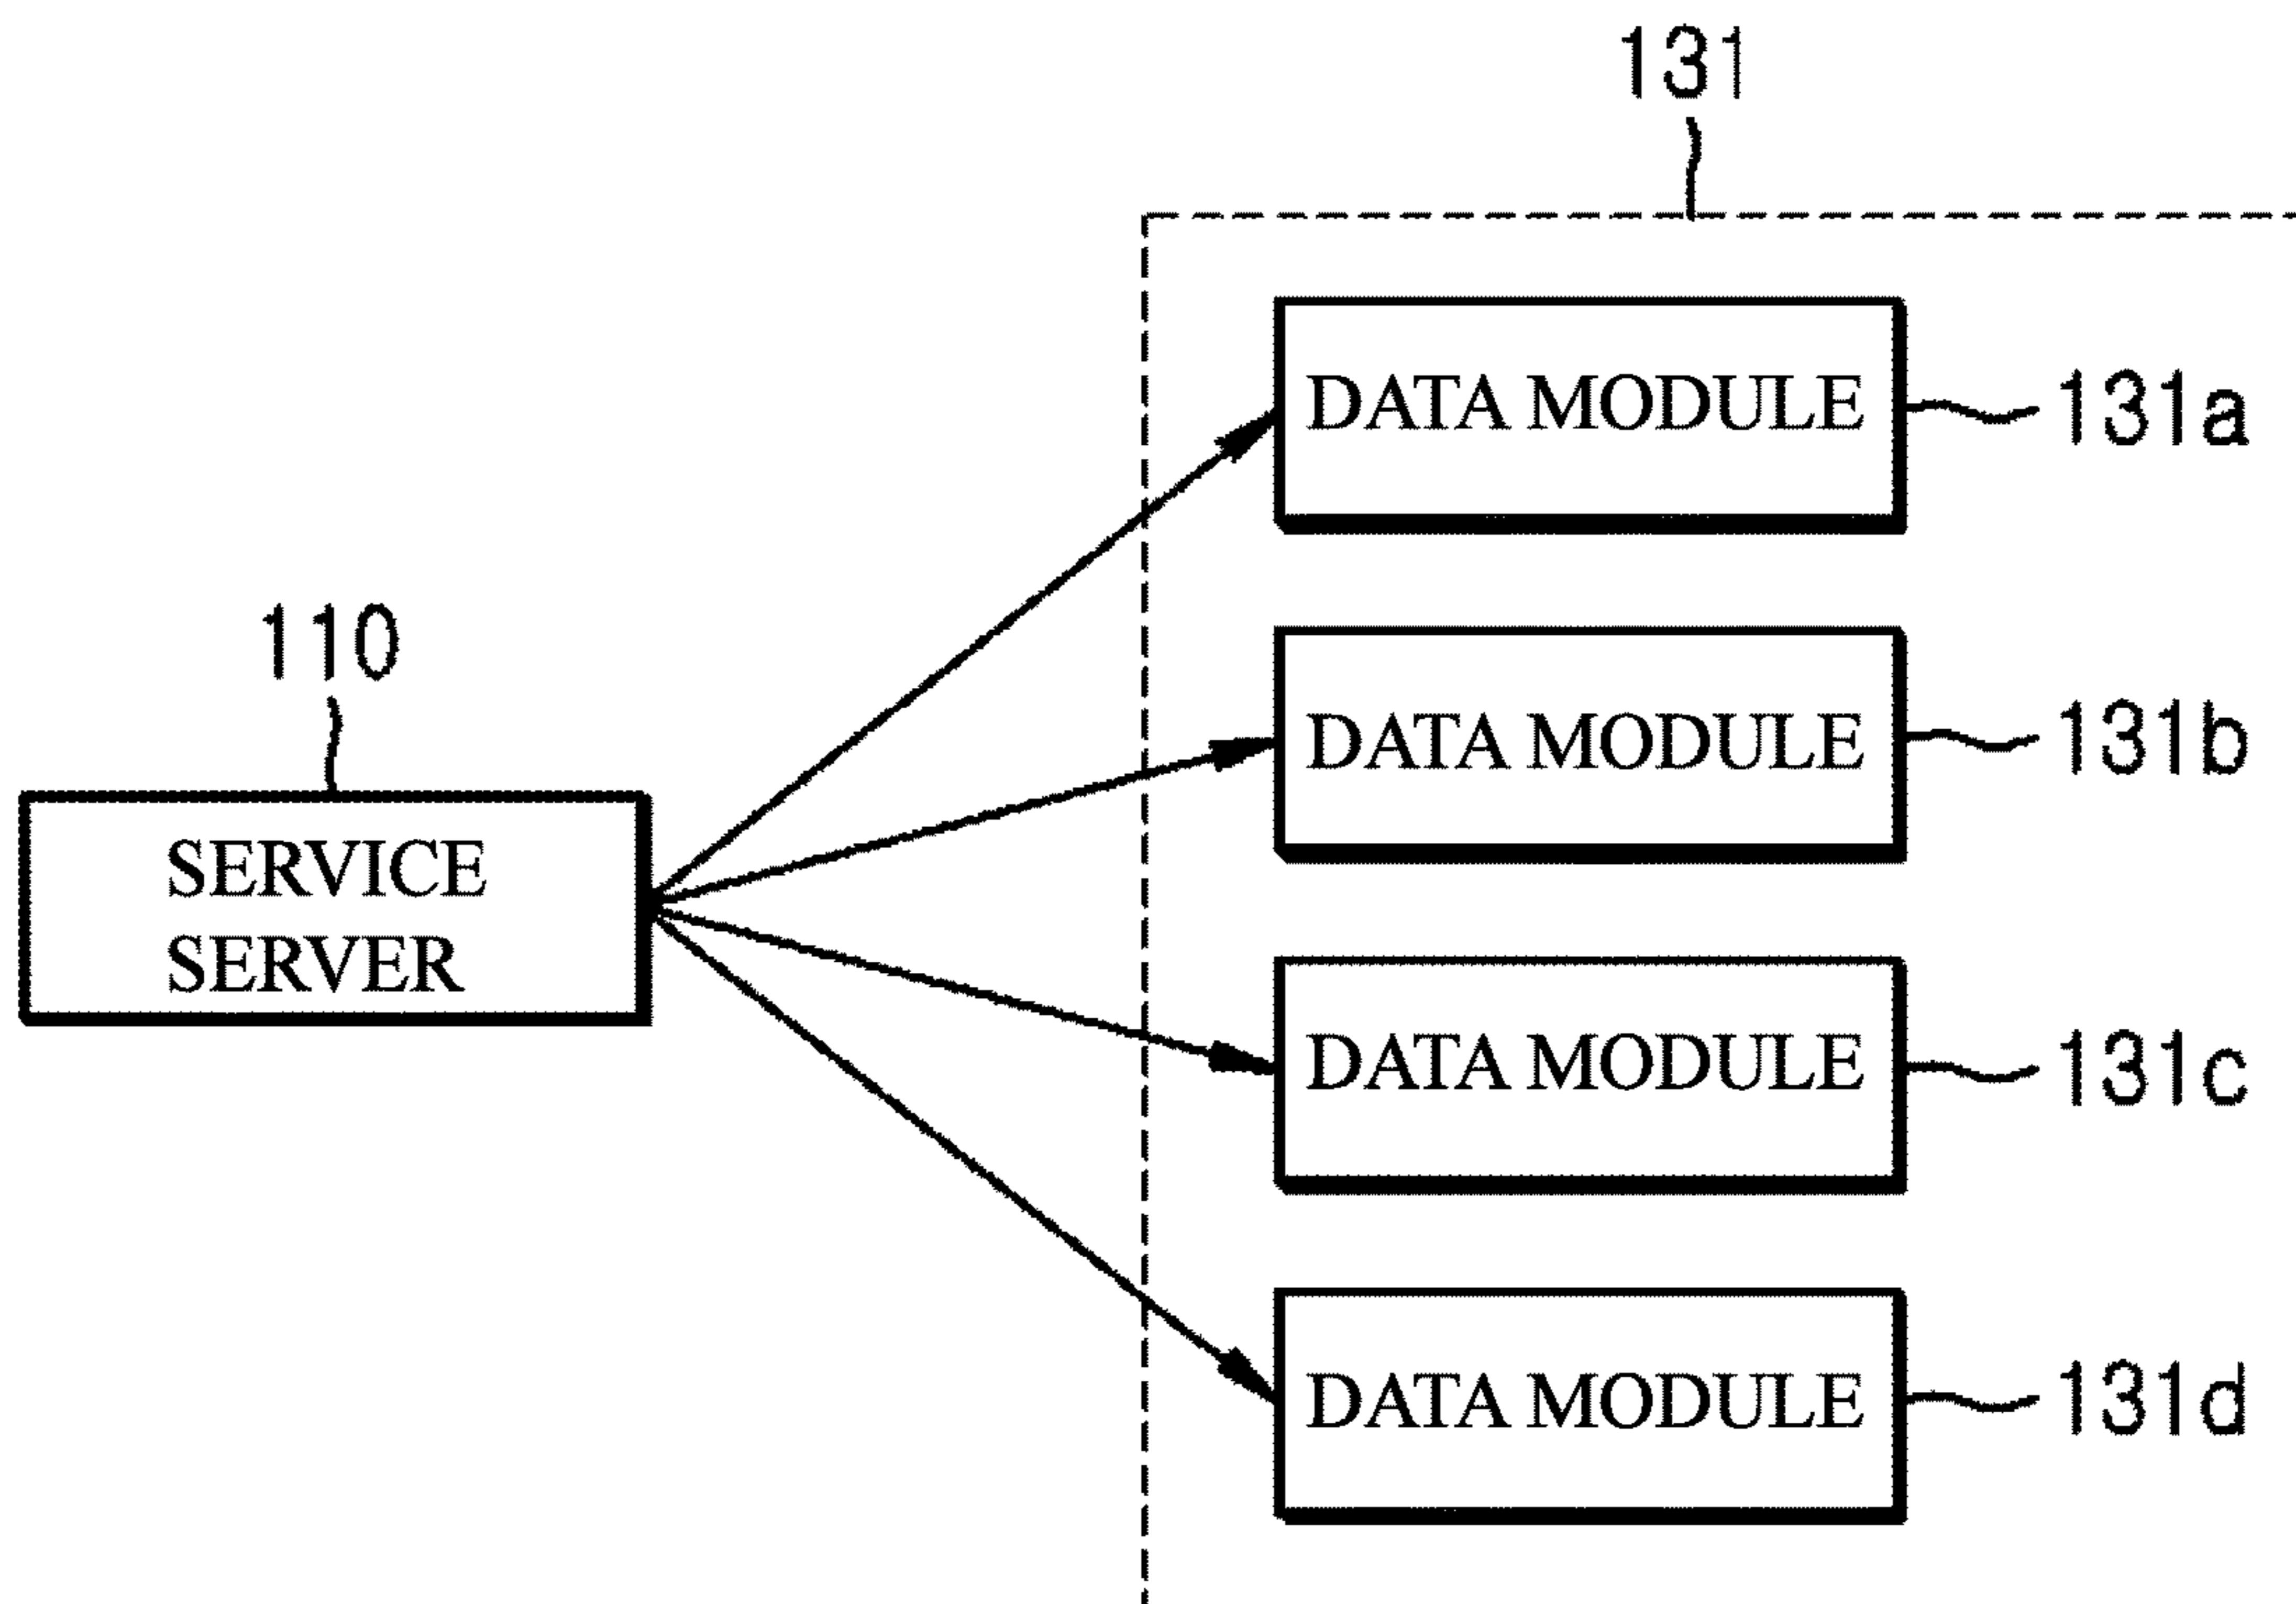 131
DATA MODULE
131a
110
DATA MODULE
131b
SERVICE
SERVER
DATA MODULE
131c
DATA MODULE
131d